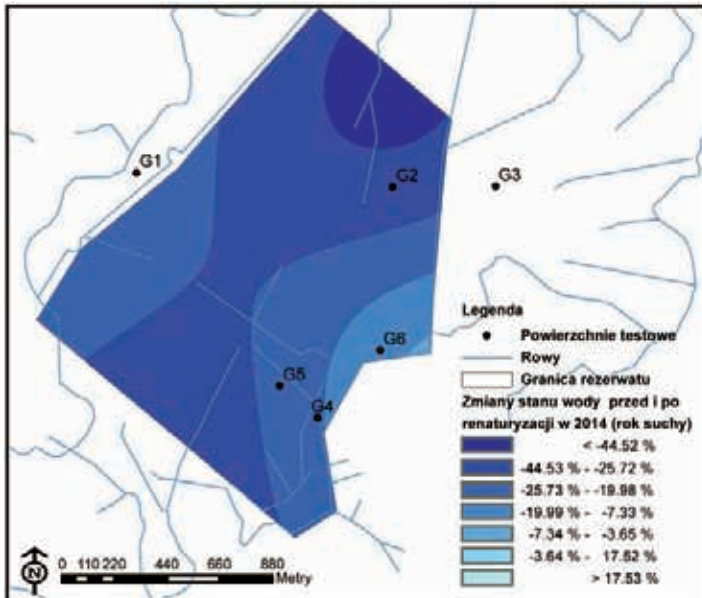 G1
G2
G3
G6
G5
G4
Legenda
Powierzchnie testowe
Rowy
Granica rezerwatu
Zmiany stanu wody przed i po
renaturyzacji w 2014 (rok suchy)
< -44.52 %
-44.53 % - -25.72 %
-25.73 % - -19.98 %
-19.99 % - -7.33 %
-7.34 % - -3.65 %
-3.64 % - 17.52 %
> 17.53 %
N
0 110 220 440 660 880
Metry